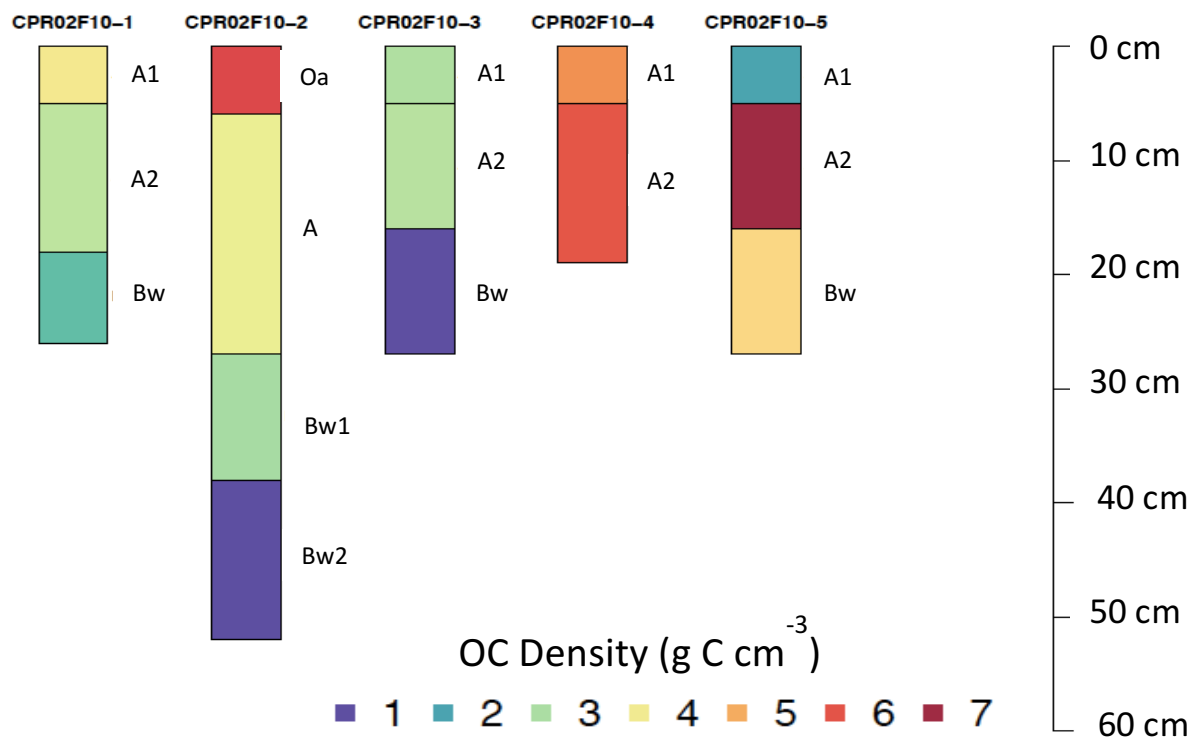 CPR02F10−1 CPR02F10−2 CPR02F10−3 CPR02F10−4 CPR02F10−5
0 cm
A1 Oa A1 A1 A1
10 cm
A2 A A2 A2 A2
20 cm
Bw Bw Bw
30 cm
Bw1
40 cm
Bw2
50 cm
OC Density (g C cm⁻³)
1 2 3 4 5 6 7
60 cm